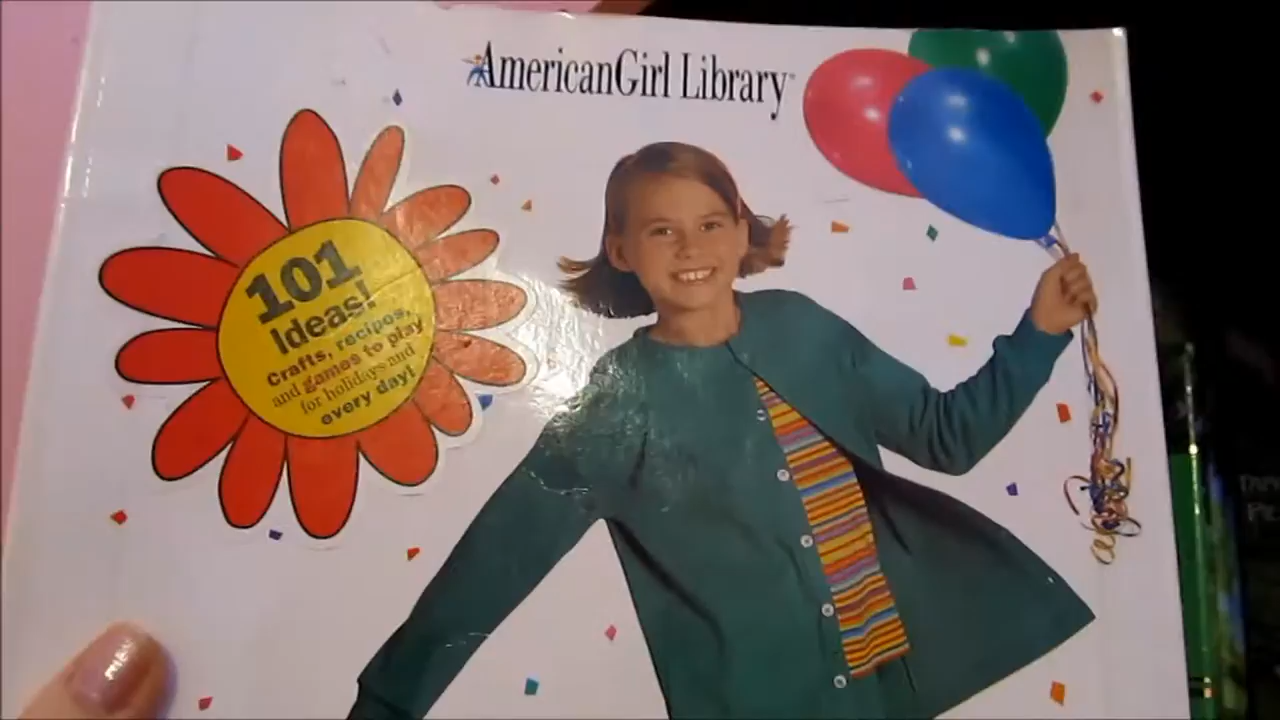 AmericanGirl Library
101
Ideas!
Crafts, recipes,
and games to play
for holidays and
every day!